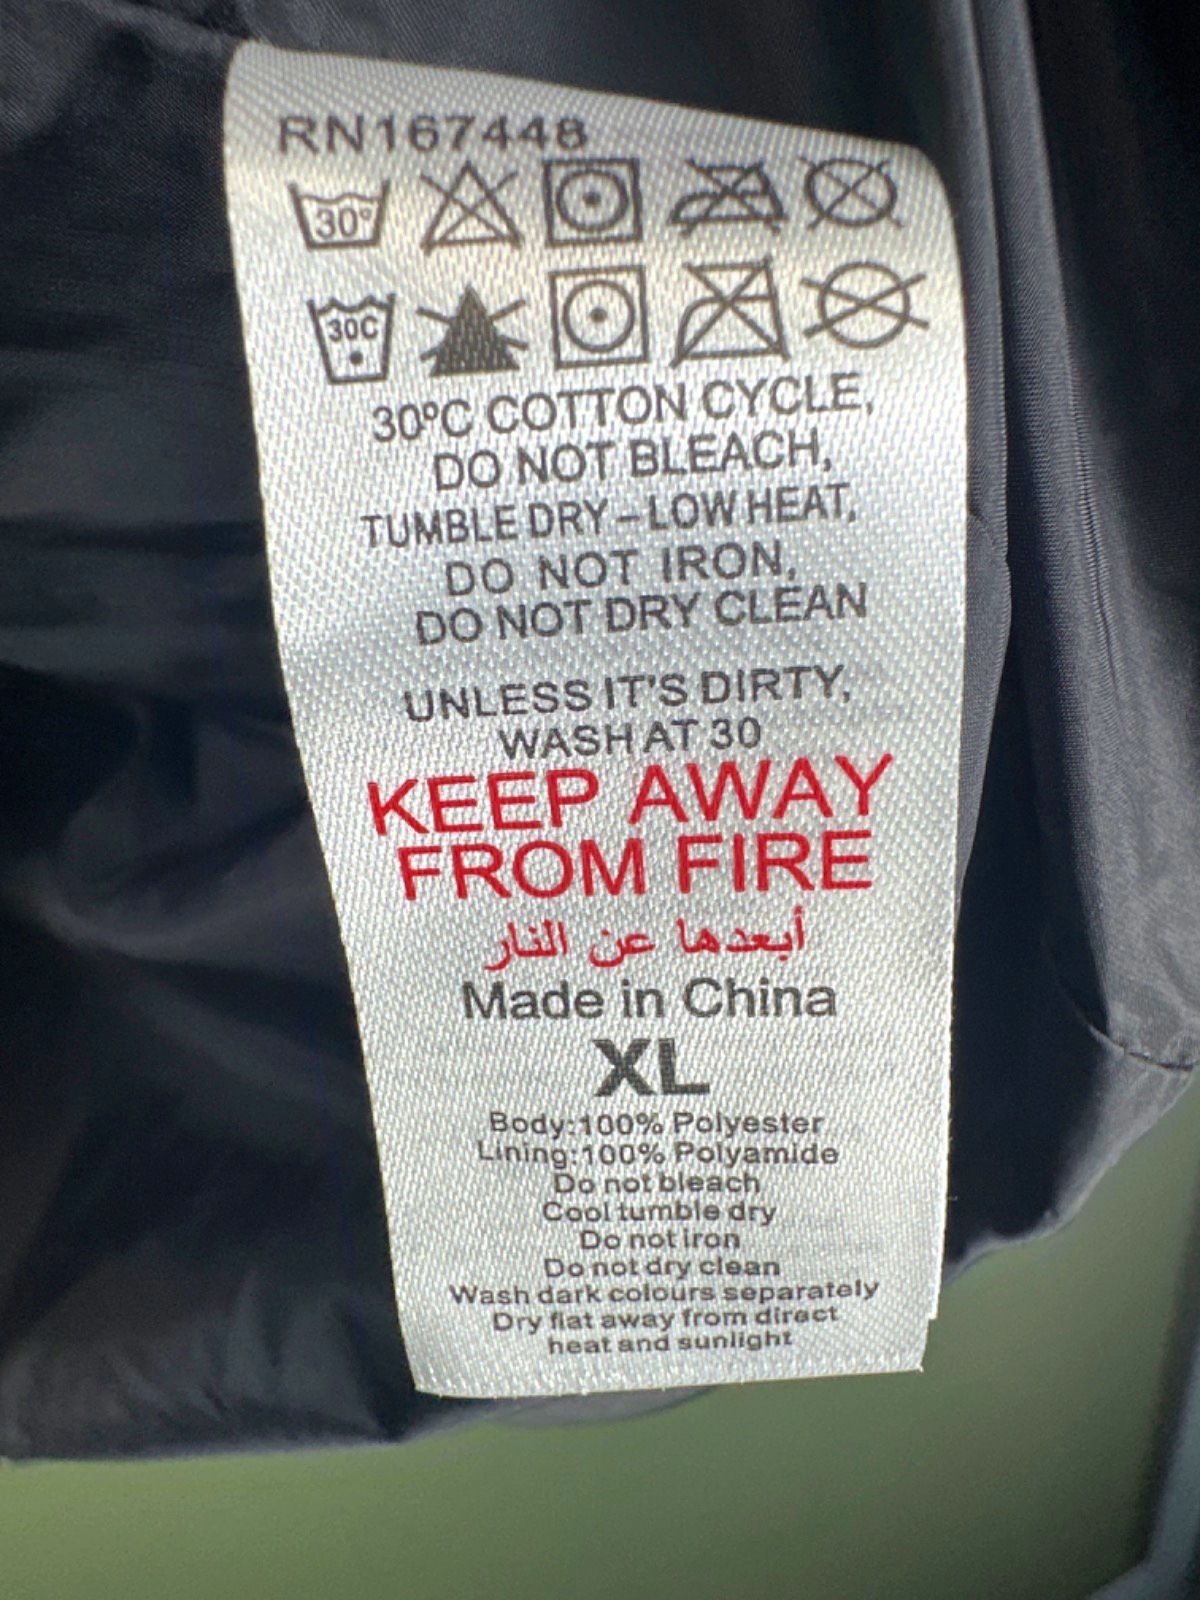 RN167448
30°
30C
30ºC COTTON CYCLE,
DO NOT BLEACH,
TUMBLE DRY – LOW HEAT,
DO NOT IRON,
DO NOT DRY CLEAN
UNLESS IT'S DIRTY,
WASH AT 30
KEEP AWAY
FROM FIRE
أبعدها عن النار
Made in China
XL
Body:100% Polyester
Lining:100% Polyamide
Do not bleach
Cool tumble dry
Do not iron
Do not dry clean
Wash dark colours separately
Dry flat away from direct
heat and sunlight